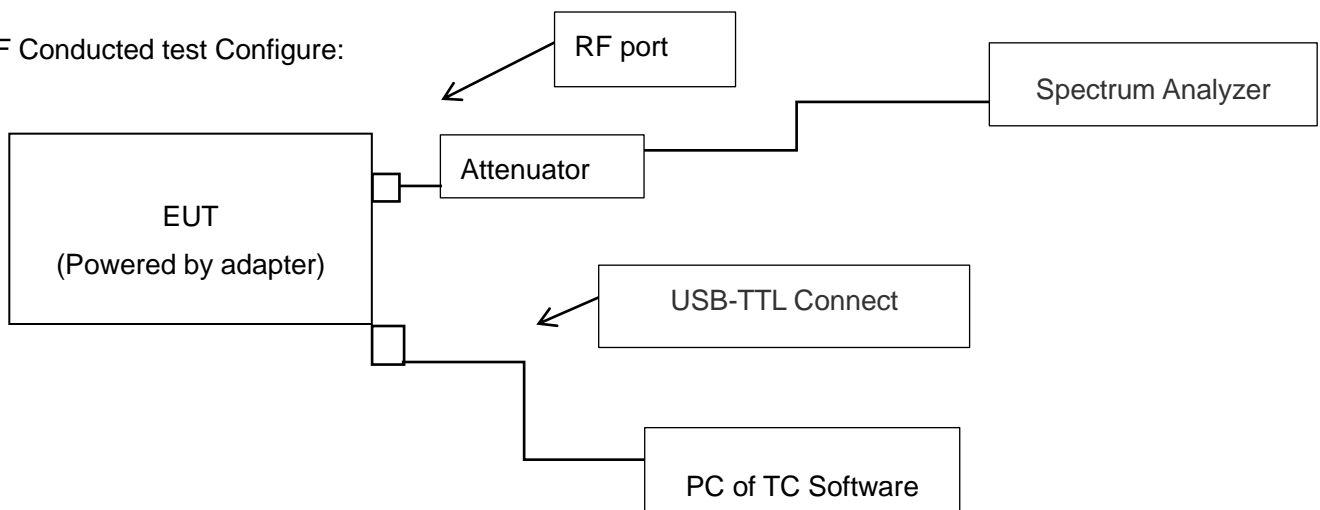 F Conducted test Configure:
RF port
Spectrum Analyzer
Attenuator
EUT
(Powered by adapter)
USB-TTL Connect
PC of TC Software